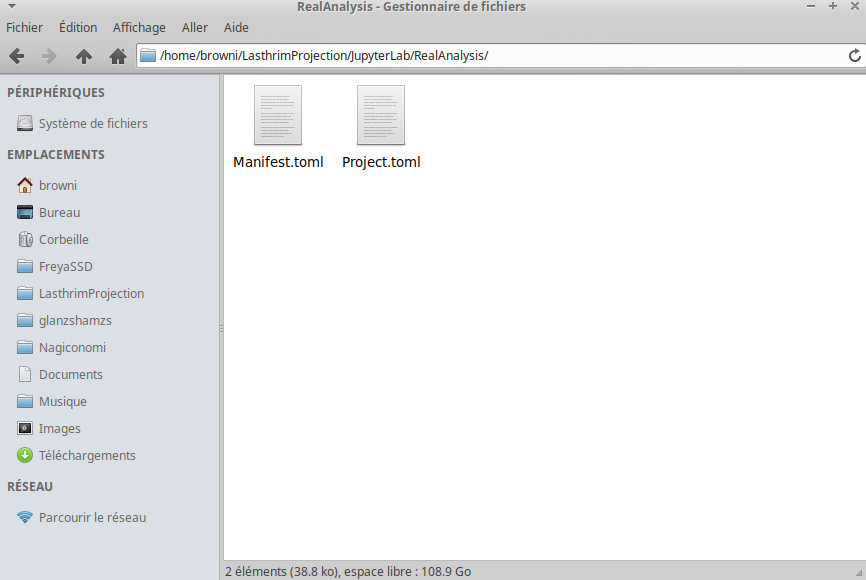 RealAnalysis - Gestionnaire de fichiers
Fichier Édition Affichage Aller Aide
/home/browni/LasthrimProjection/JupyterLab/RealAnalysis/
PÉRIPHÉRIQUES
Système de fichiers
EMPLACEMENTS
browni
Bureau
Corbeille
FreyaSSD
LasthrimProjection
glanzshamzs
Nagiconomi
Documents
Musique
Images
Téléchargements
RÉSEAU
Parcourir le réseau
Manifest.toml Project.toml
2 éléments (38.8 ko), espace libre : 108.9 Go